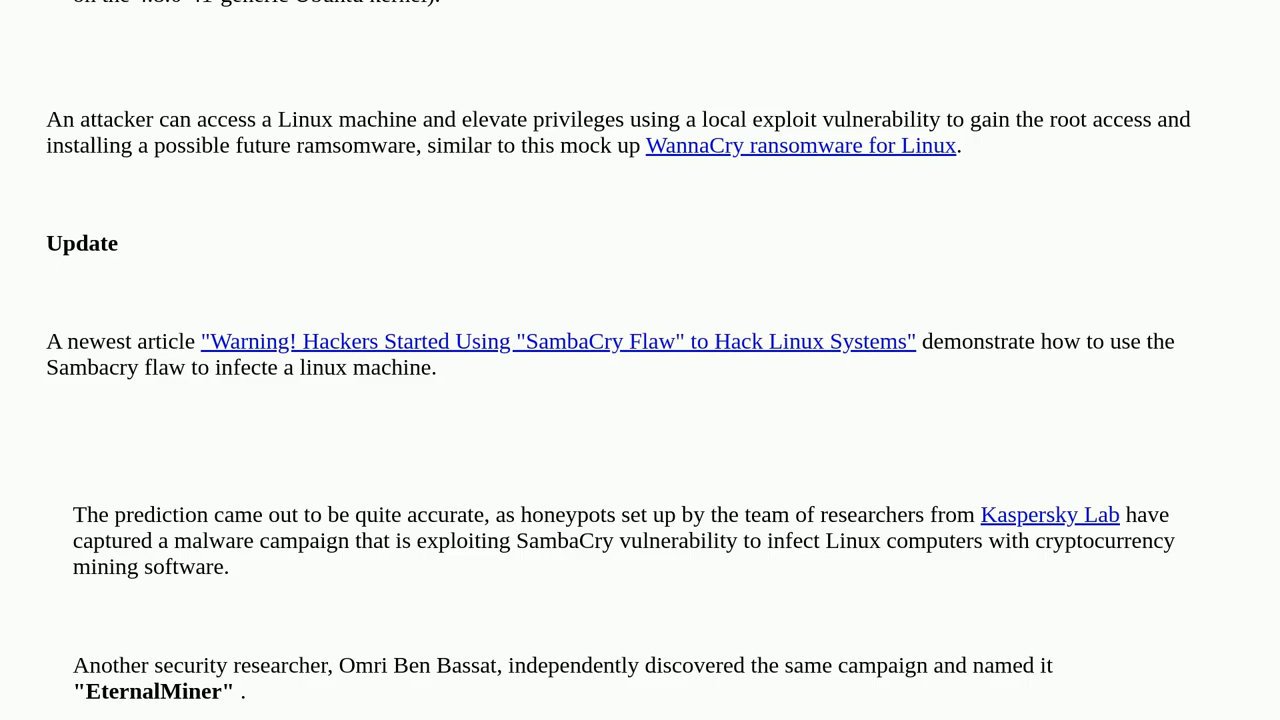 An attacker can access a Linux machine and elevate privileges using a local exploit vulnerability to gain the root access and
installing a possible future ramsomware, similar to this mock up WannaCry ransomware for Linux.
Update
A newest article "Warning! Hackers Started Using "SambaCry Flaw" to Hack Linux Systems" demonstrate how to use the
Sambacry flaw to infecte a linux machine.
The prediction came out to be quite accurate, as honeypots set up by the team of researchers from Kaspersky Lab have
captured a malware campaign that is exploiting SambaCry vulnerability to infect Linux computers with cryptocurrency
mining software.
Another security researcher, Omri Ben Bassat, independently discovered the same campaign and named it
"EternalMiner" .